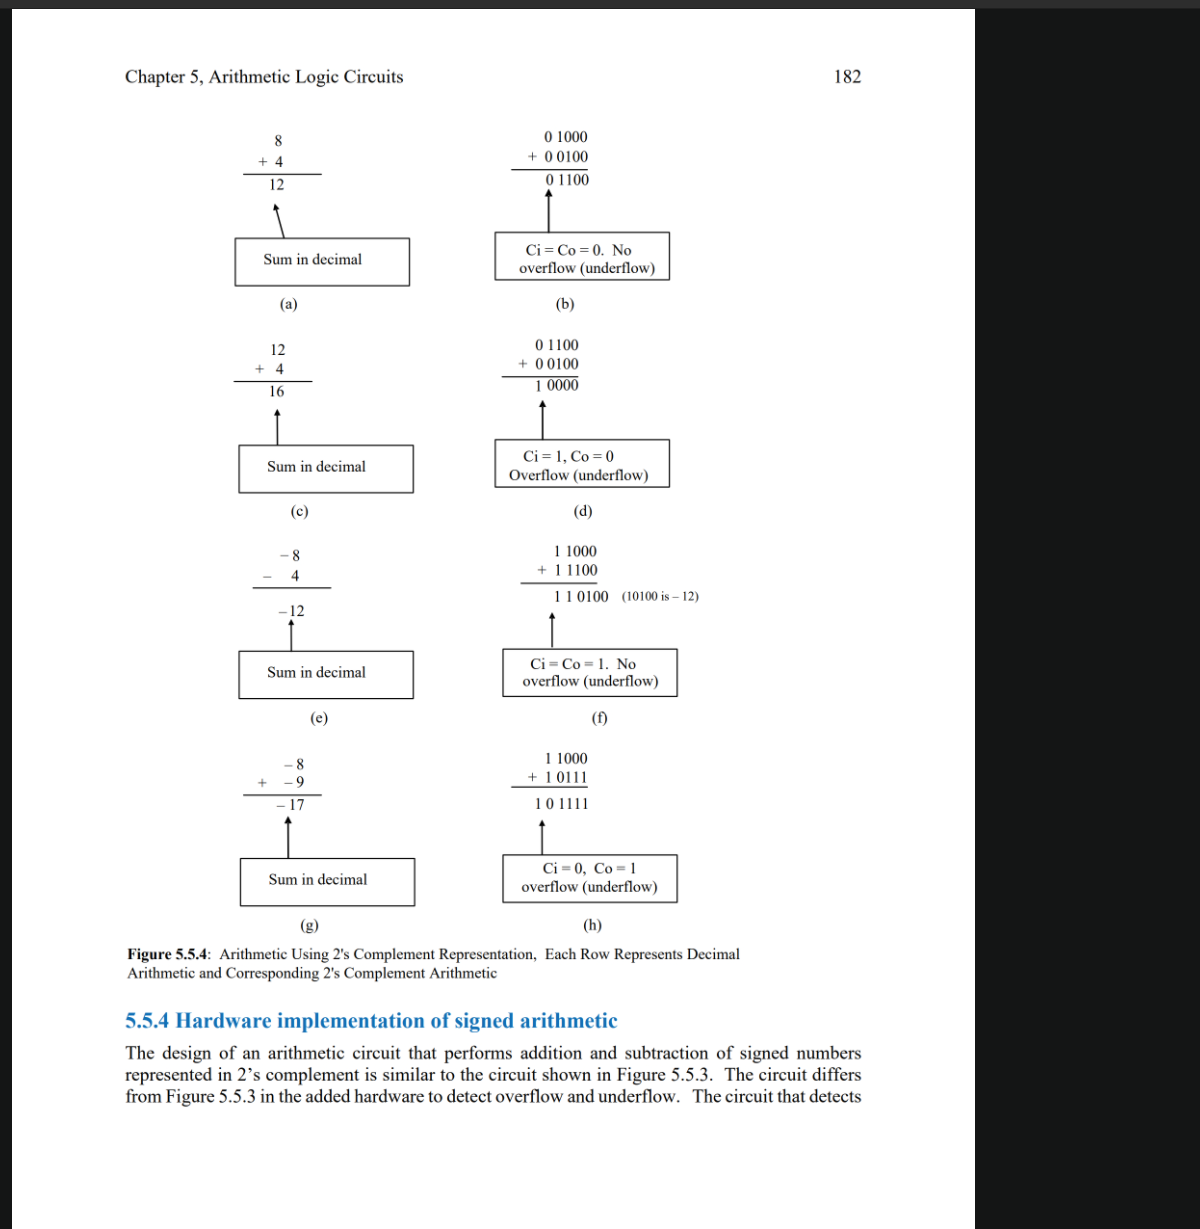 Chapter 5, Arithmetic Logic Circuits 182
8
+ 4
12
Sum in decimal
(a)
0 1000
+ 0 0100
0 1100
Ci = Co = 0. No
overflow (underflow)
(b)
12
+ 4
16
Sum in decimal
(c)
0 1100
+ 0 0100
1 0000
Ci = 1, Co = 0
Overflow (underflow)
(d)
– 8
– 4
– 12
Sum in decimal
(e)
1 1000
+ 1 1100
1 1 0100 (10100 is – 12)
Ci = Co = 1. No
overflow (underflow)
(f)
– 8
+ – 9
– 17
Sum in decimal
(g)
1 1000
+ 1 0111
1 0 1111
Ci = 0, Co = 1
overflow (underflow)
(h)
Figure 5.5.4: Arithmetic Using 2's Complement Representation, Each Row Represents Decimal
Arithmetic and Corresponding 2's Complement Arithmetic
5.5.4 Hardware implementation of signed arithmetic
The design of an arithmetic circuit that performs addition and subtraction of signed numbers
represented in 2’s complement is similar to the circuit shown in Figure 5.5.3. The circuit differs
from Figure 5.5.3 in the added hardware to detect overflow and underflow. The circuit that detects